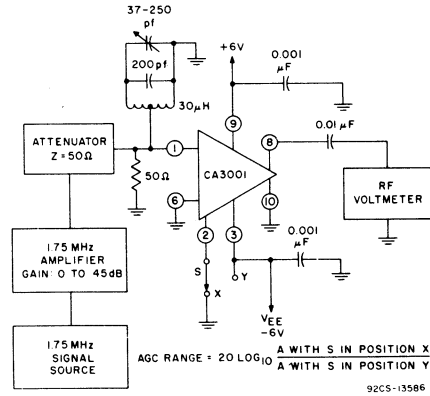 37-250
pf
200pf
30μH
+6V
0.001
μF
9
ATTENUATOR
Z = 50Ω
50Ω
1
6
CA3001
8
10
2
3
0.01 μF
RF
VOLTMETER
1.75 MHz
AMPLIFIER
GAIN: 0 TO 45dB
S
X
Y
0.001
μF
VEE
-6V
1.75 MHz
SIGNAL
SOURCE
AGC RANGE = 20 LOG10 A WITH S IN POSITION X
A WITH S IN POSITION Y
92CS-13586